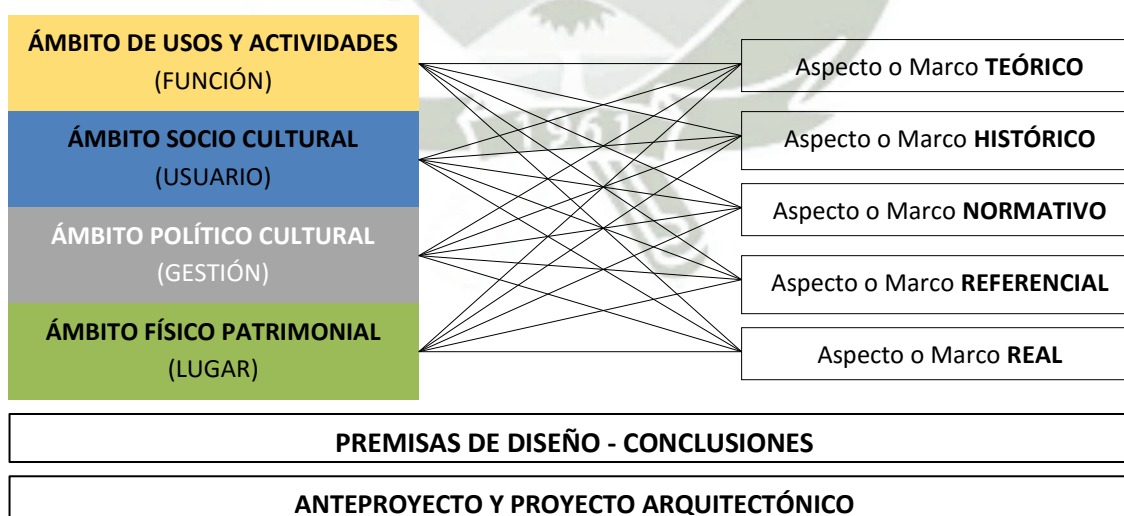 ÁMBITO DE USOS Y ACTIVIDADES
(FUNCIÓN)
ÁMBITO SOCIO CULTURAL
(USUARIO)
ÁMBITO POLÍTICO CULTURAL
(GESTIÓN)
ÁMBITO FÍSICO PATRIMONIAL
(LUGAR)
Aspecto o Marco TEÓRICO
Aspecto o Marco HISTÓRICO
Aspecto o Marco NORMATIVO
Aspecto o Marco REFERENCIAL
Aspecto o Marco REAL
1961
PREMISAS DE DISEÑO - CONCLUSIONES
ANTEPROYECTO Y PROYECTO ARQUITECTÓNICO